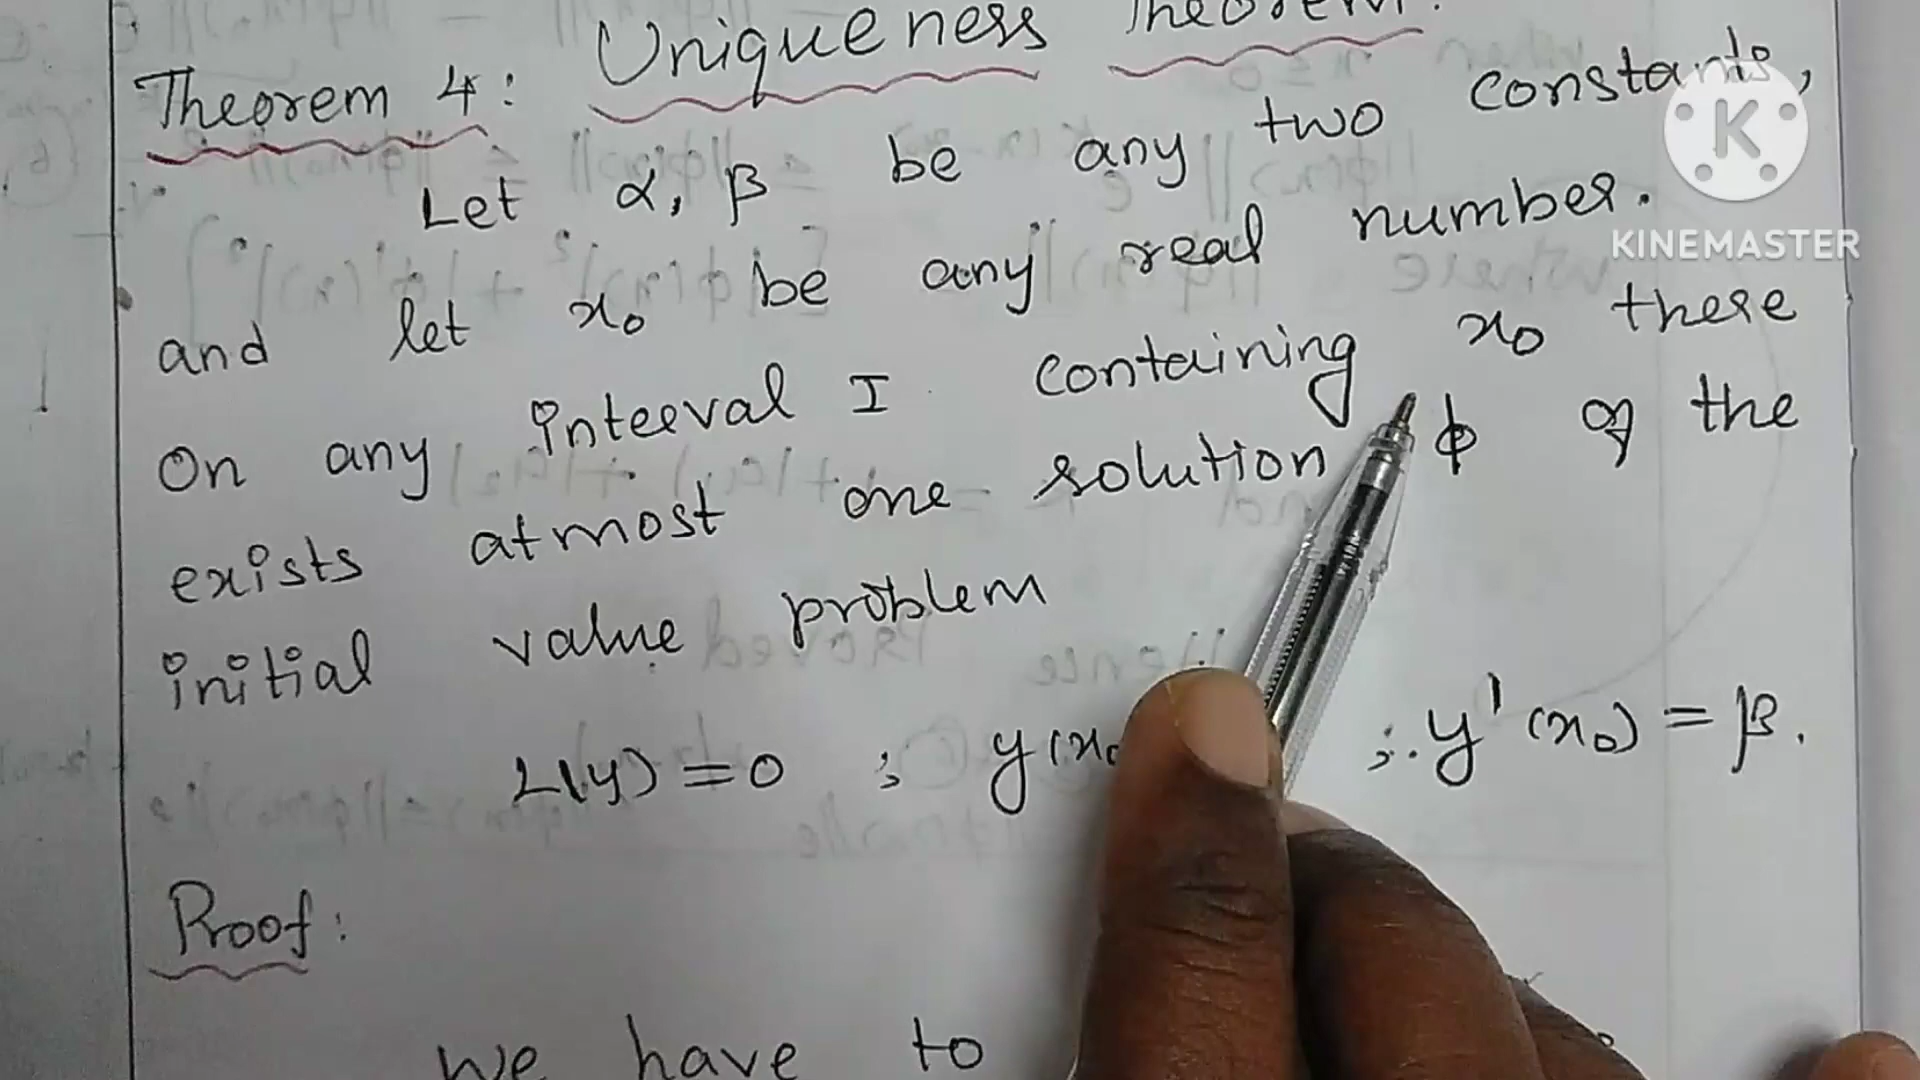 Uniqueness Theorem:
Theorem 4:
Let α, β be any two constants,
and let x₀ be any real number.
On any interval I containing x₀ there
exists atmost one solution ϕ of the
initial value problem
L(y) = 0 ; y(x₀ ; y'(x₀) = β.
Proof:
we have to
K
KINEMASTER